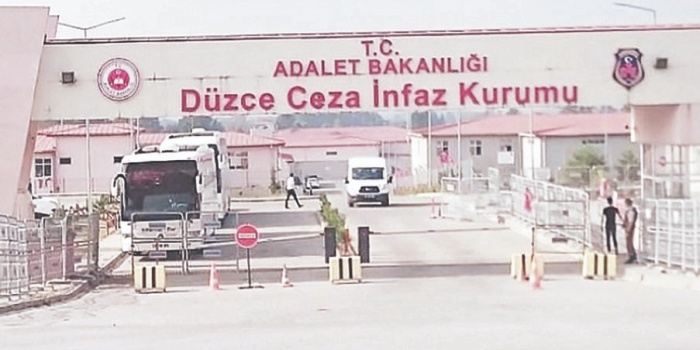 T.C.
ADALET BAKANLIĞI
Düzce Ceza İnfaz Kurumu